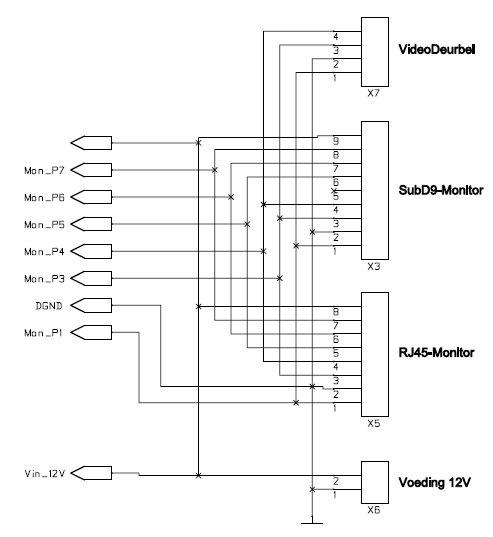 4
3
2
1
VideoDeurbel
X7
9
8
7
6
5
4
3
2
1
SubD9-Monitor
X3
Mon_P7
Mon_P6
Mon_P5
Mon_P4
Mon_P3
DGND
Mon_P1
8
7
6
5
4
3
2
1
RJ45-Monitor
X5
Vin_12V
2
1
Voeding 12V
X6